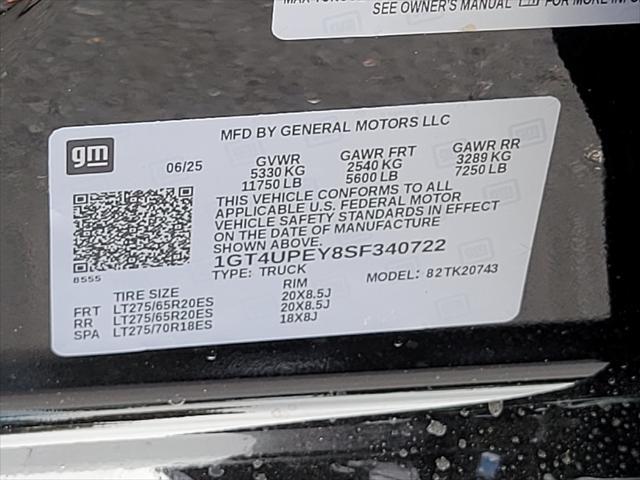 SEE OWNER'S MANUAL FOR MORE
MFD BY GENERAL MOTORS LLC
gm
06/25
GVWR GAWR FRT GAWR RR
5330 KG 2540 KG 3289 KG
11750 LB 5600 LB 7250 LB
THIS VEHICLE CONFORMS TO ALL
APPLICABLE U.S. FEDERAL MOTOR
VEHICLE SAFETY STANDARDS IN EFFECT
ON THE DATE OF MANUFACTURE
SHOWN ABOVE.
1GT4UPEY8SF340722
8555
TYPE: TRUCK MODEL: 82TK20743
TIRE SIZE RIM
FRT LT275/65R20ES 20X8.5J
RR LT275/65R20ES 20X8.5J
SPA LT275/70R18ES 18X8J